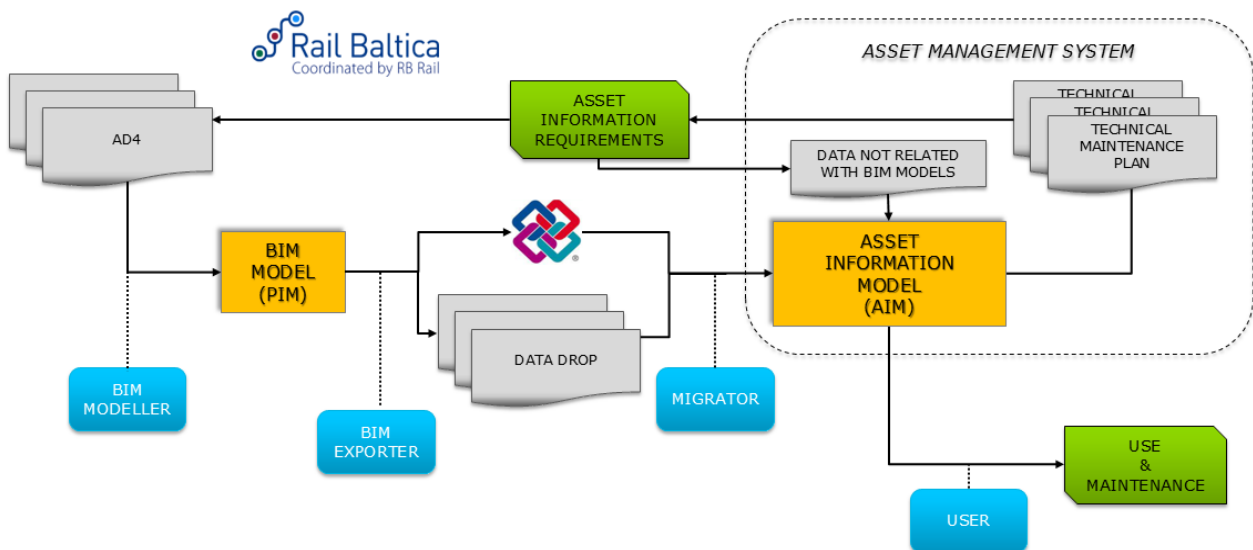 Rail Baltica
Coordinated by RB Rail
ASSET MANAGEMENT SYSTEM
ASSET
INFORMATION
REQUIREMENTS
TECHNICAL
TECHNICAL
TECHNICAL
MAINTENANCE
PLAN
AD4
DATA NOT RELATED
WITH BIM MODELS
BIM
MODEL
(PIM)
®
ASSET
INFORMATION
MODEL
(AIM)
DATA DROP
BIM
MODELLER
MIGRATOR
BIM
EXPORTER
USE
&
MAINTENANCE
USER